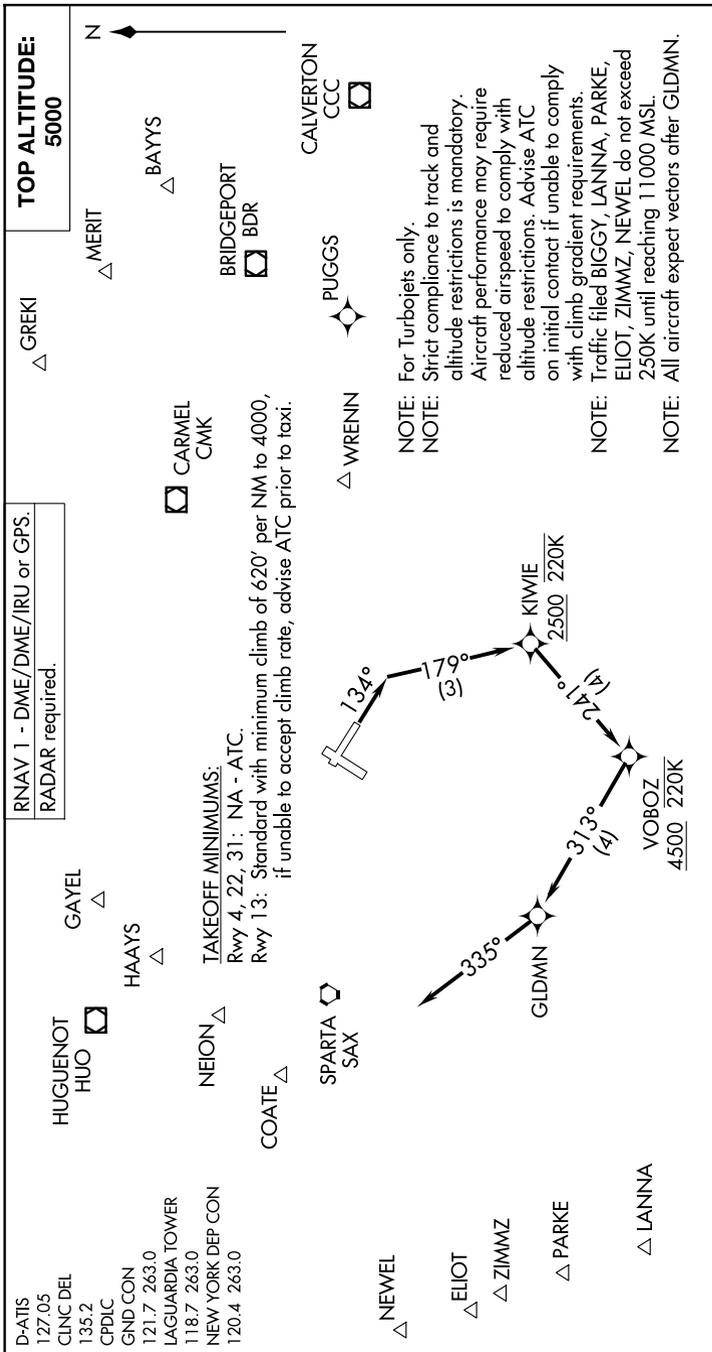 D-ATIS
127.05
CLNC DEL
135.2
CPDLC
GND CON
121.7 263.0
LAGUARDIA TOWER
118.7 263.0
NEW YORK DEP CON
120.4 263.0
RNAV 1 - DME/DME/IRU or GPS.
RADAR required.
TOP ALTITUDE:
5000
N
HUGUENOT
HUO
GAYEL
HAAYS
NEION
COATE
SPARTA
SAX
GREKI
MERIT
BAYYS
CARMEL
CMK
BRIDGEPORT
BDR
CALVERTON
CCC
PUGGS
WRENN
TAKEOFF MINIMUMS:
Rwy 4, 22, 31: NA - ATC.
Rwy 13: Standard with minimum climb of 620' per NM to 4000,
if unable to accept climb rate, advise ATC prior to taxi.
134°
179°
(3)
KIWIE
2500 220K
241°
(4)
VOBOZ
4500 220K
313°
(4)
GLDMN
335°
NEWEL
ELIOT
ZIMMZ
PARKE
LANNA
NOTE: For Turbojets only.
NOTE: Strict compliance to track and
altitude restrictions is mandatory.
Aircraft performance may require
reduced airspeed to comply with
altitude restrictions. Advise ATC
on initial contact if unable to comply
with climb gradient requirements.
NOTE: Traffic filed BIGGY, LANNA, PARKE,
ELIOT, ZIMMZ, NEWEL do not exceed
250K until reaching 11000 MSL.
NOTE: All aircraft expect vectors after GLDMN.